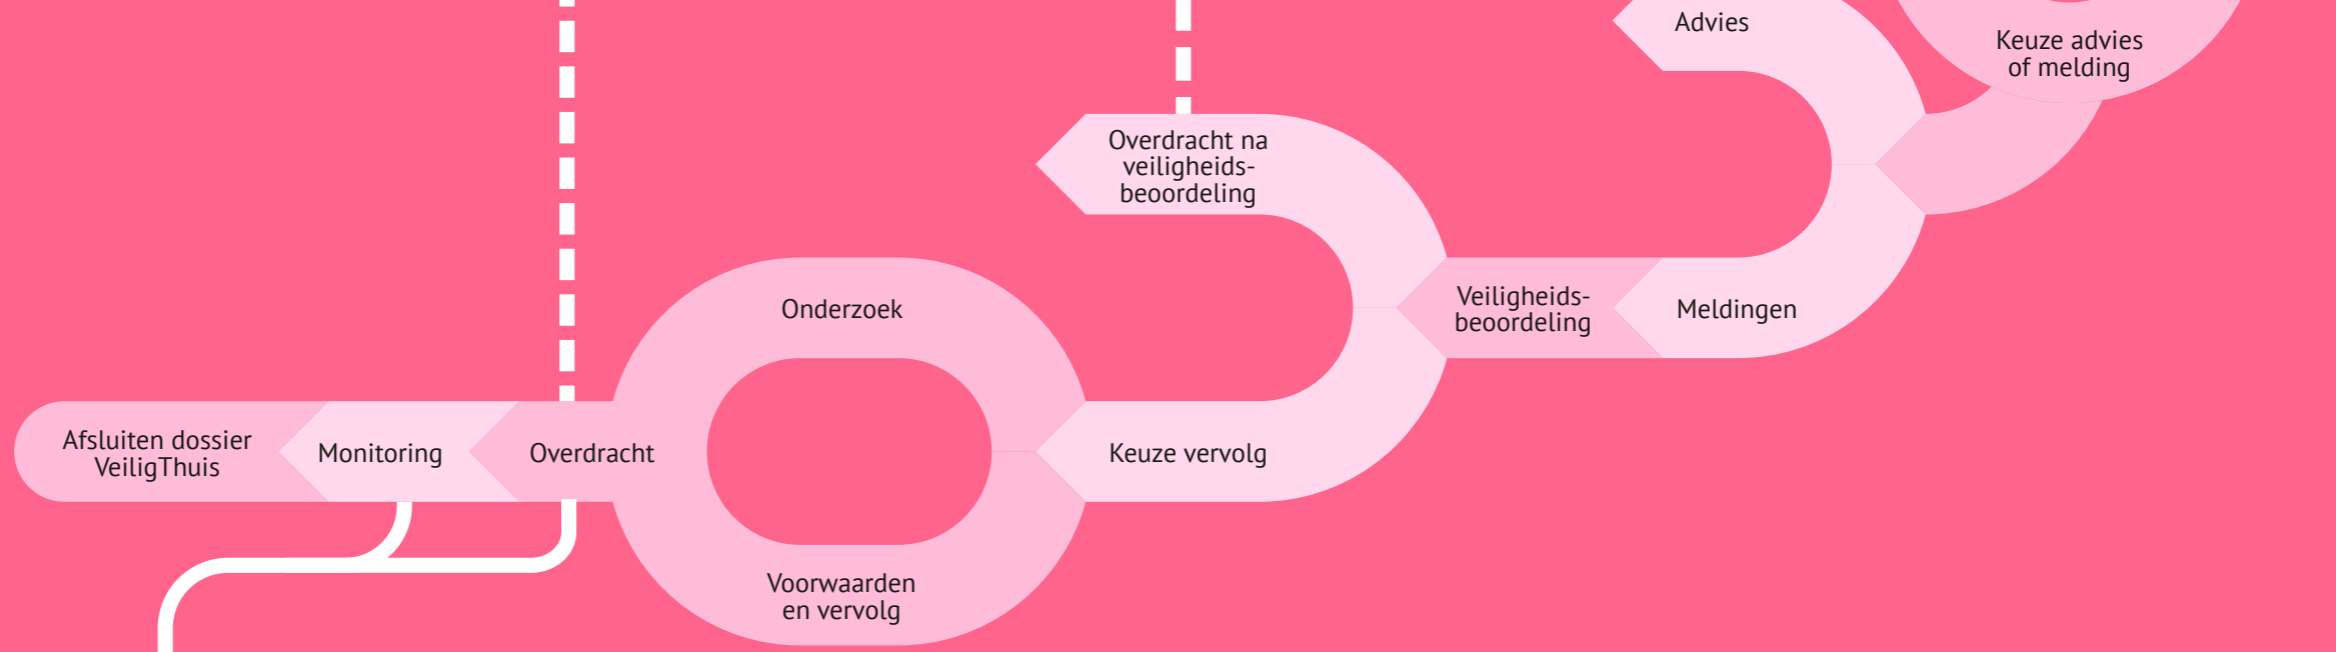 Advies
Keuze advies
of melding
Overdracht na
veiligheids-
beoordeling
Onderzoek
Veiligheids-
beoordeling
Meldingen
Afsluiten dossier
VeiligThuis
Monitoring
Overdracht
Keuze vervolg
Voorwaarden
en vervolg